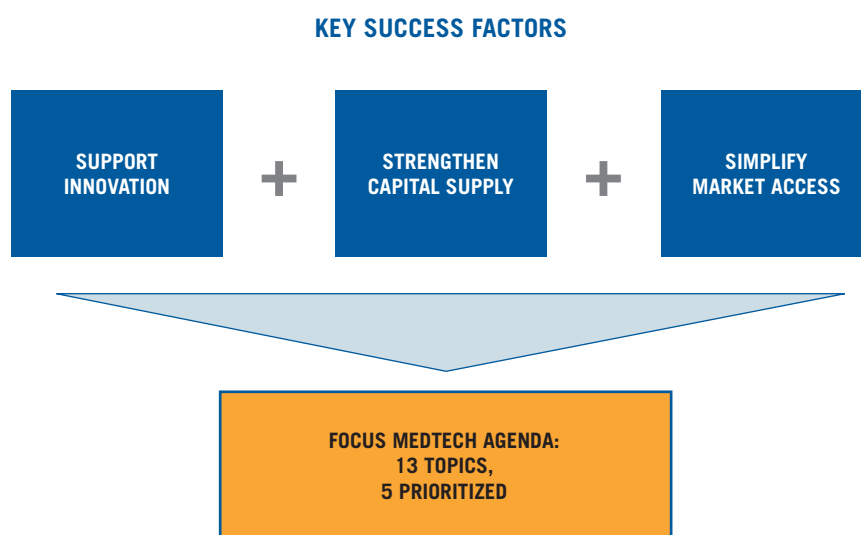 KEY SUCCESS FACTORS
SUPPORT
INNOVATION
+
STRENGTHEN
CAPITAL SUPPLY
+
SIMPLIFY
MARKET ACCESS
FOCUS MEDTECH AGENDA:
13 TOPICS,
5 PRIORITIZED